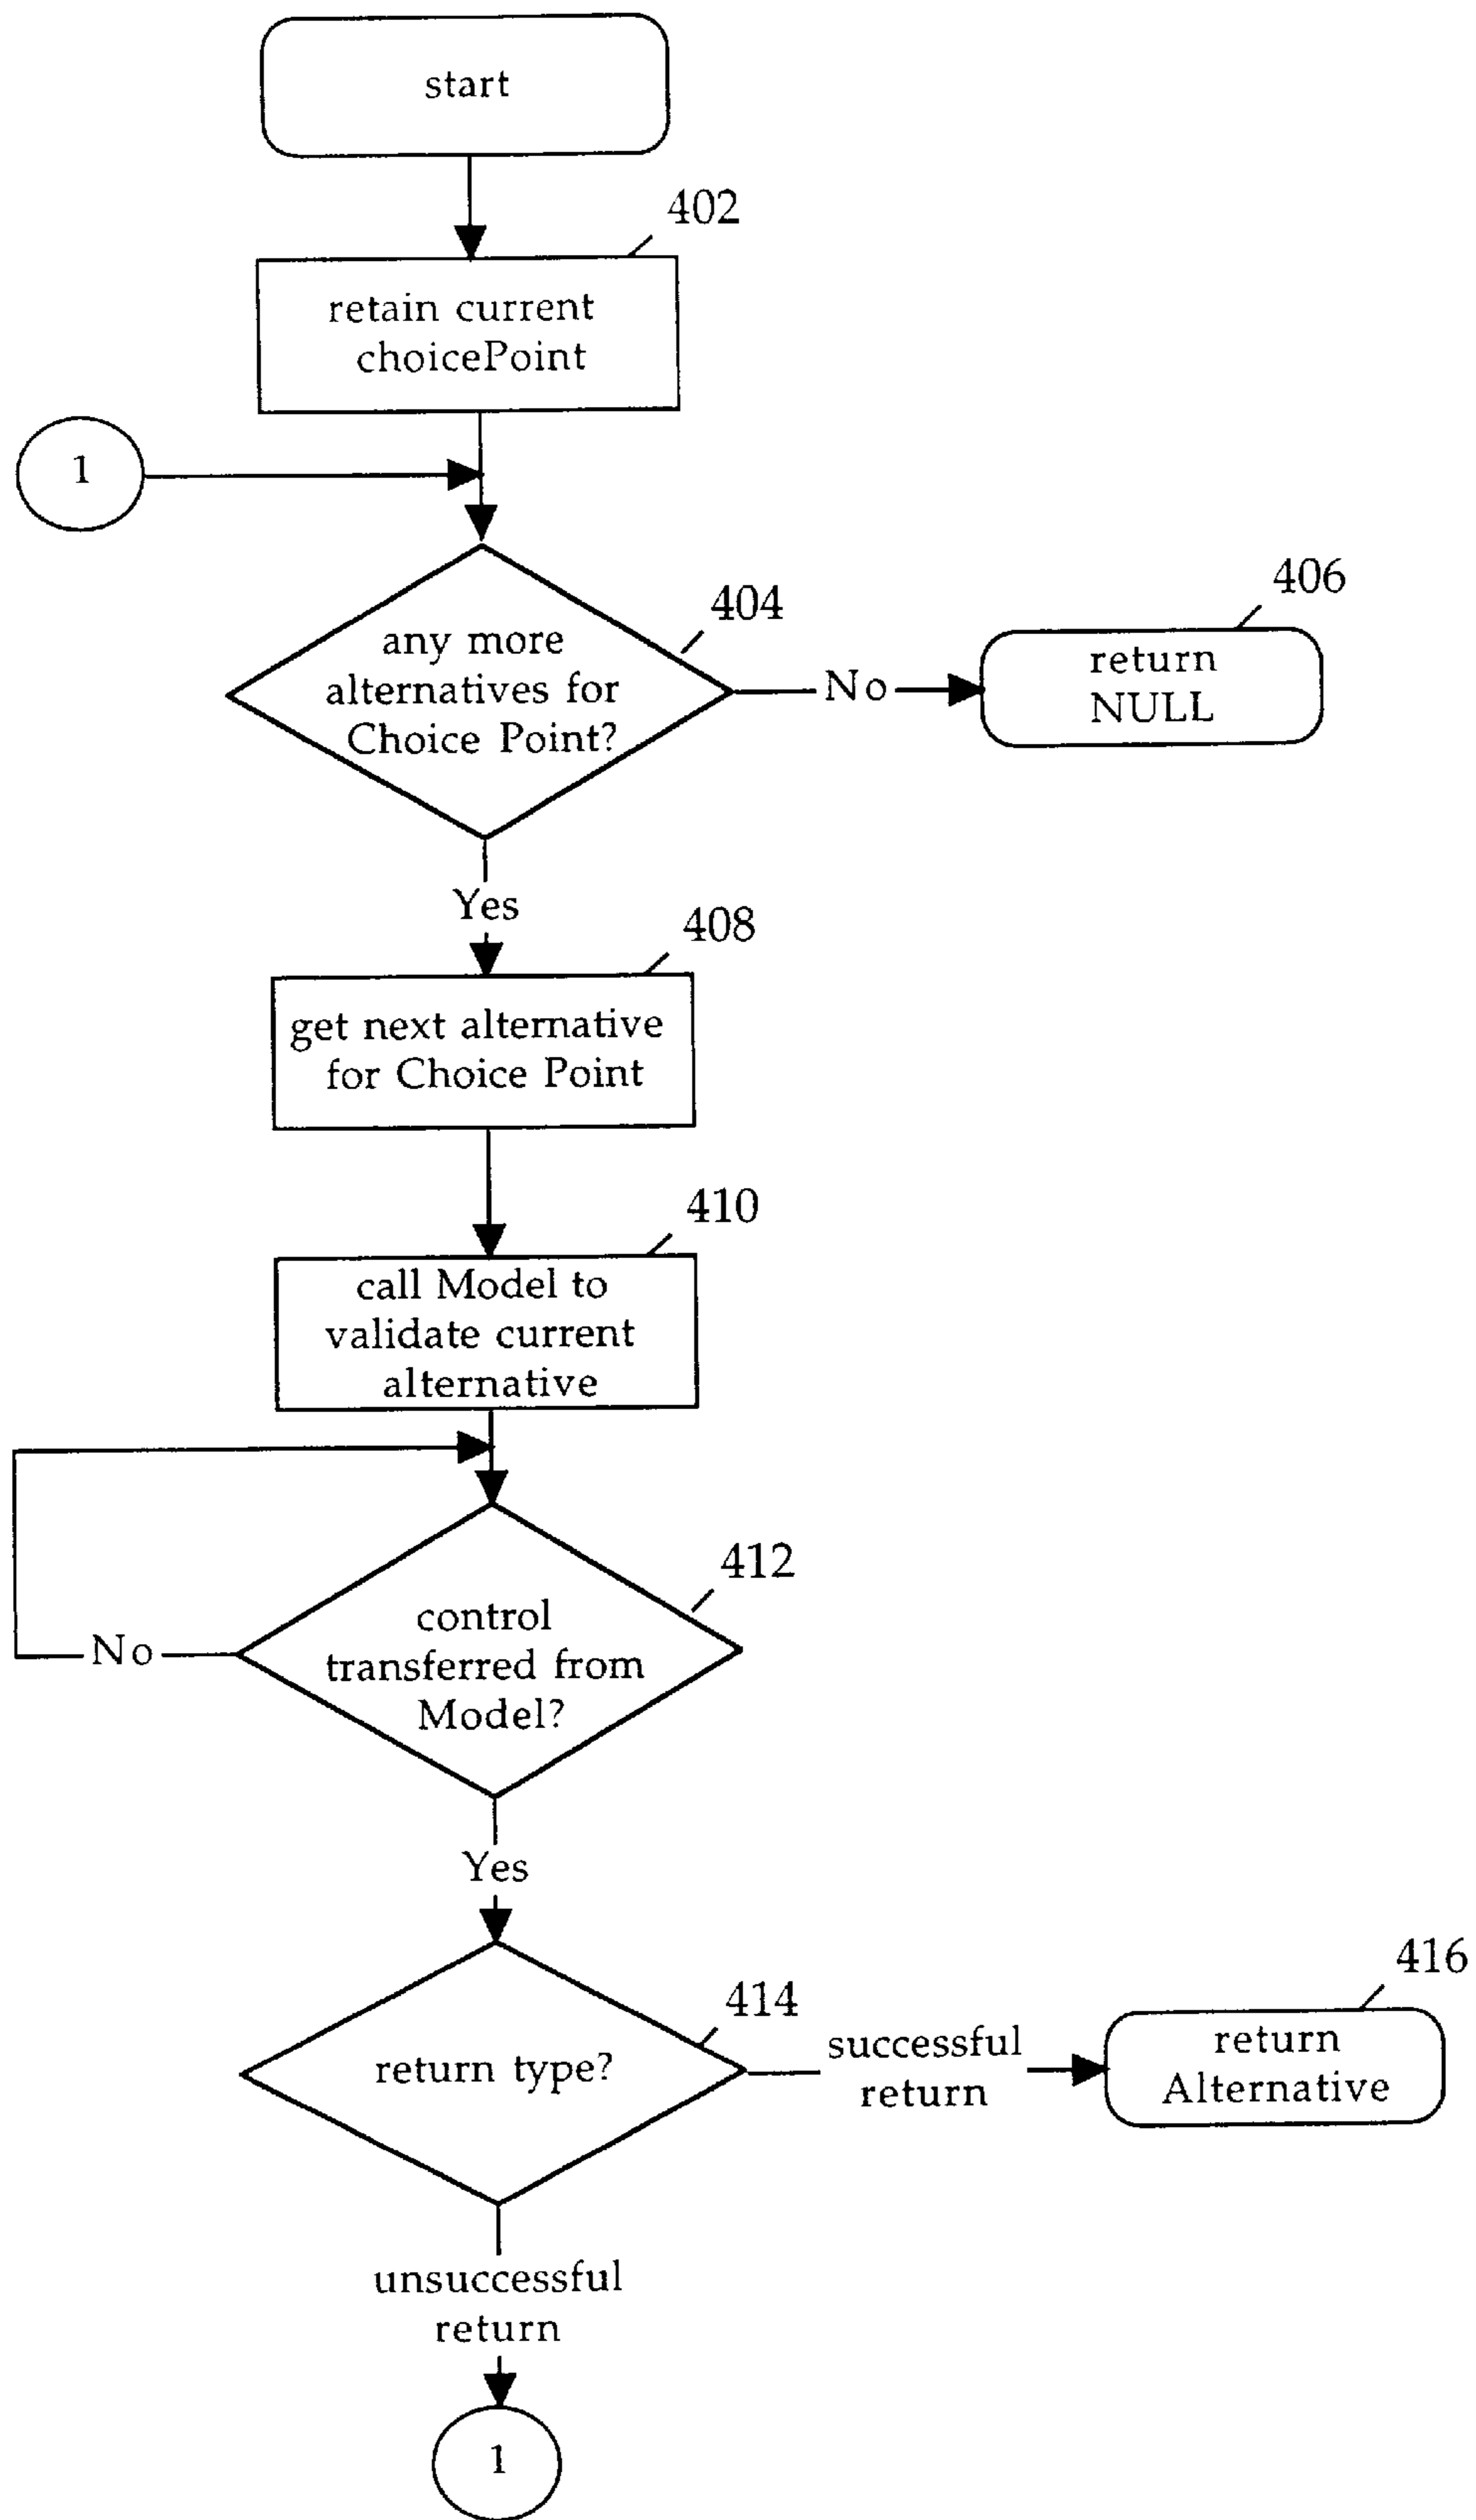 start
402
retain current
choicePoint
1
404
any more
alternatives for
Choice Point?
No
406
return
NULL
Yes
408
get next alternative
for Choice Point
410
call Model to
validate current
alternative
412
control
transferred from
Model?
No
Yes
414
return type?
successful
return
416
return
Alternative
unsuccessful
return
1